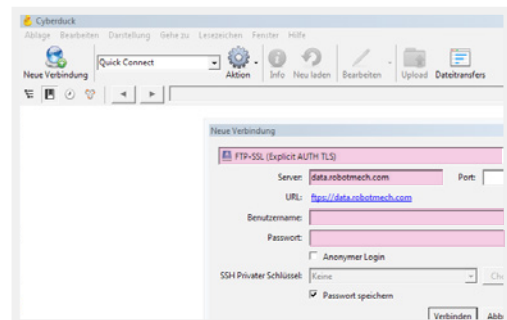 Cyberduck
Ablage Bearbeiten Darstellung Gehe zu Lesezeichen Fenster Hilfe
Quick Connect
Neue Verbindung Aktion Info Neu laden Bearbeiten Upload Dateitransfers
Neue Verbindung
FTP-SSL (Explicit AUTH TLS)
Server: data.robotmech.com Port:
URL: ftps://data.robotmech.com
Benutzername:
Passwort:
Anonymer Login
SSH Privater Schlüssel: Keine
Passwort speichern
Verbinden